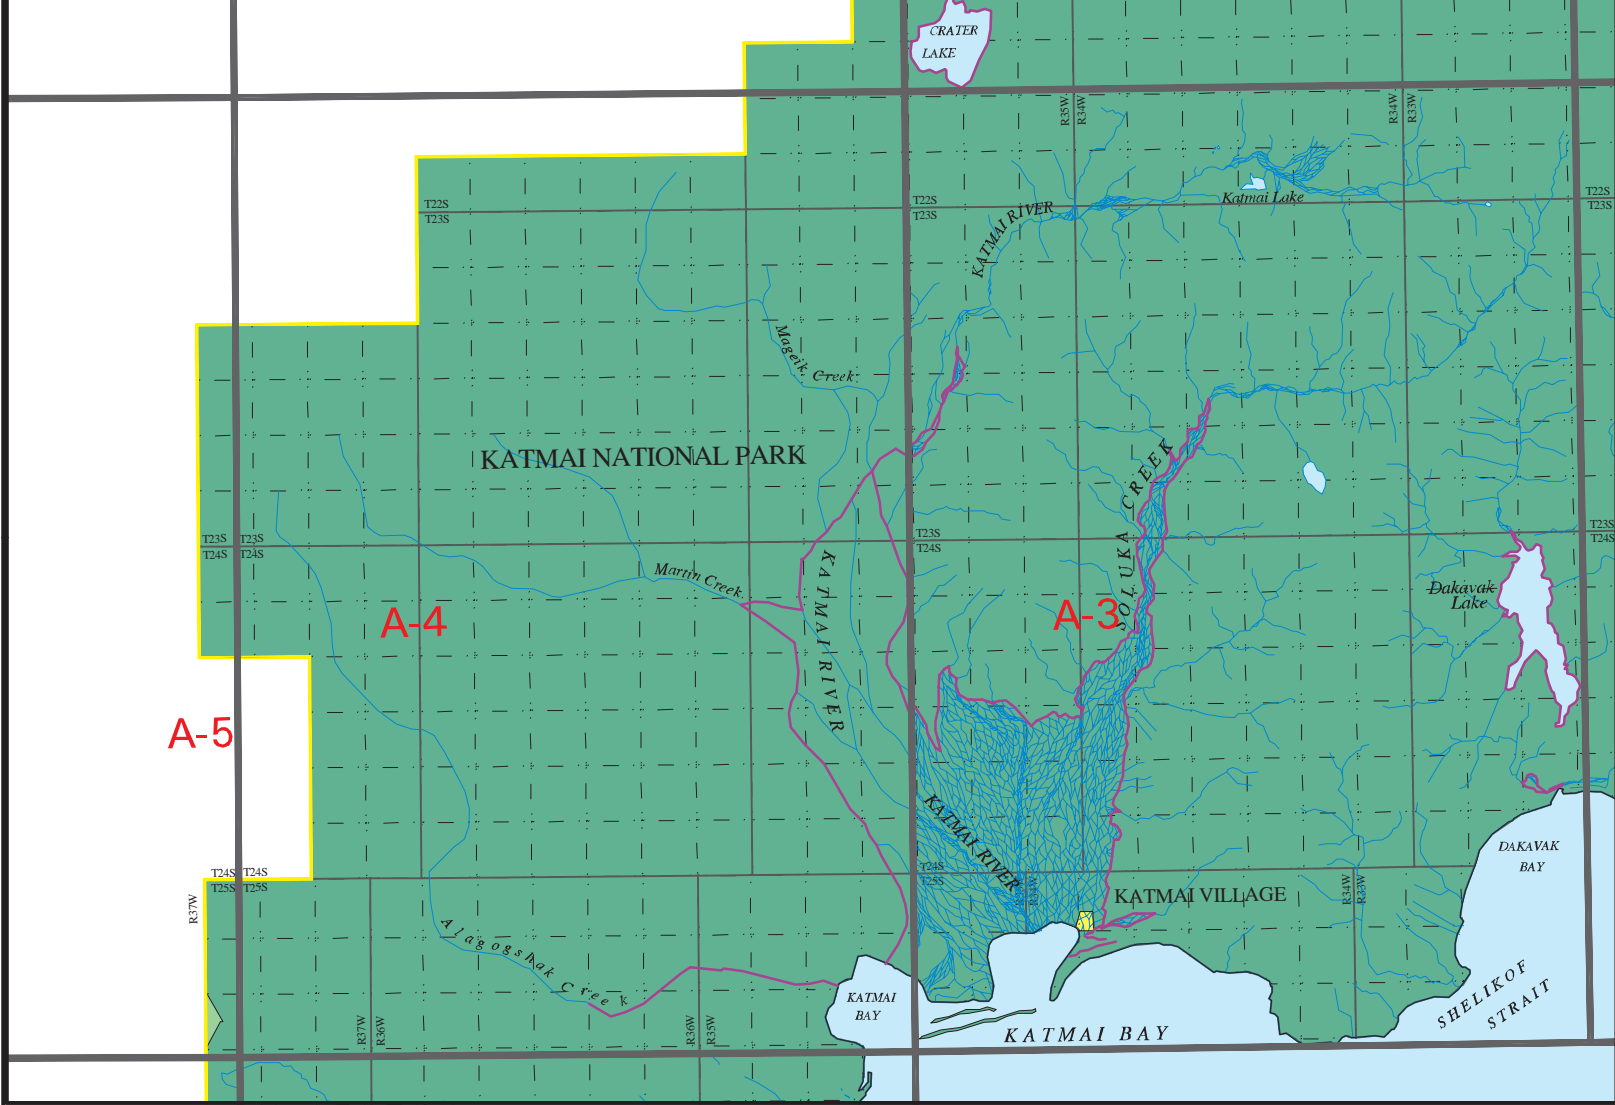 CRATER
LAKE
R35W
R34W
R34W
R33W
T22S
T23S
T22S
T23S
T22S
T23S
Katmai Lake
KATMAI RIVER
Mageik Creek
KATMAI NATIONAL PARK
SOLUKA CREEK
T23S
T24S
T23S
T24S
T23S
T24S
T23S
T24S
Martin Creek
KATMAI RIVER
Dakavak
Lake
A-4
A-3
A-5
KATMAI RIVER
DAKAVAK
BAY
T24S
T25S
T24S
T25S
T24S
T25S
R37W
R34W
R33W
KATMAI VILLAGE
Alagogshak Creek
KATMAI
BAY
KATMAI BAY
SHELIKOF
STRAIT
R37W
R36W
R36W
R35W